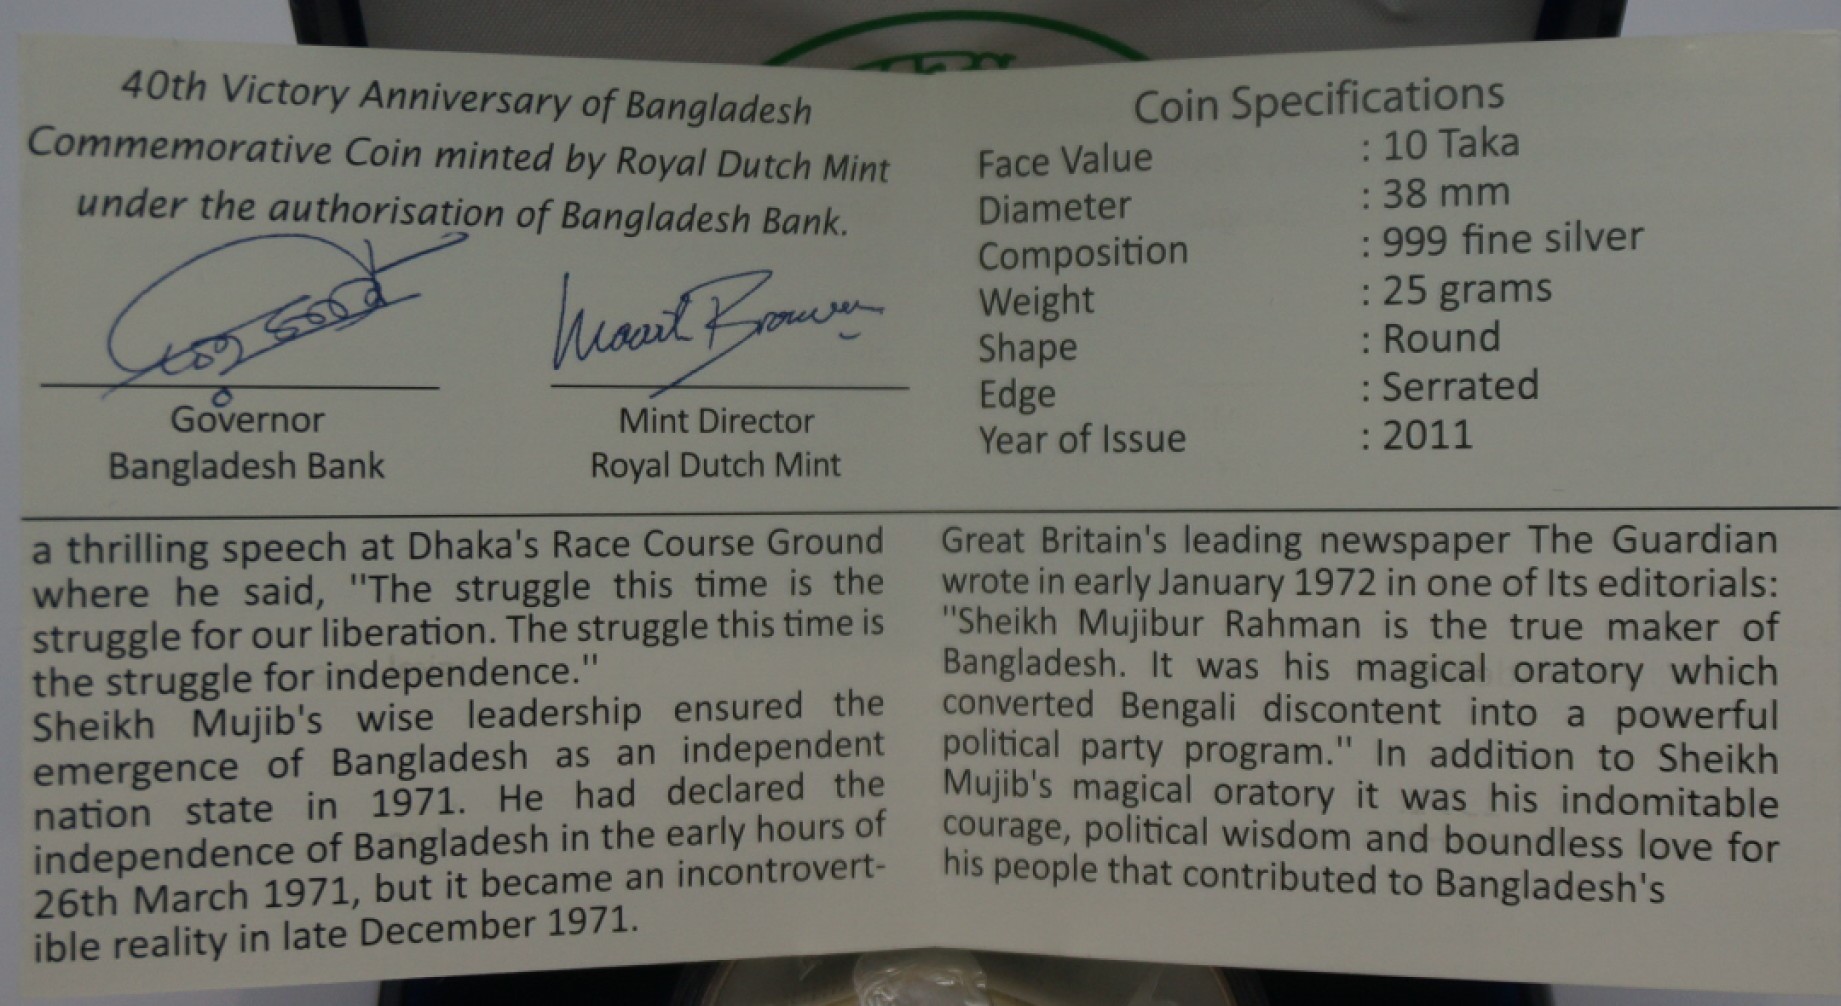 40th Victory Anniversary of Bangladesh
Commemorative Coin minted by Royal Dutch Mint
under the authorisation of Bangladesh Bank.
Maart Brouwer
Governor
Bangladesh Bank
Mint Director
Royal Dutch Mint
Coin Specifications
Face Value : 10 Taka
Diameter : 38 mm
Composition : 999 fine silver
Weight : 25 grams
Shape : Round
Edge : Serrated
Year of Issue : 2011
a thrilling speech at Dhaka's Race Course Ground
where he said, "The struggle this time is the
struggle for our liberation. The struggle this time is
the struggle for independence."
Sheikh Mujib's wise leadership ensured the
emergence of Bangladesh as an independent
nation state in 1971. He had declared the
independence of Bangladesh in the early hours of
26th March 1971, but it became an incontrovert-
ible reality in late December 1971.
Great Britain's leading newspaper The Guardian
wrote in early January 1972 in one of Its editorials:
"Sheikh Mujibur Rahman is the true maker of
Bangladesh. It was his magical oratory which
converted Bengali discontent into a powerful
political party program." In addition to Sheikh
Mujib's magical oratory it was his indomitable
courage, political wisdom and boundless love for
his people that contributed to Bangladesh's